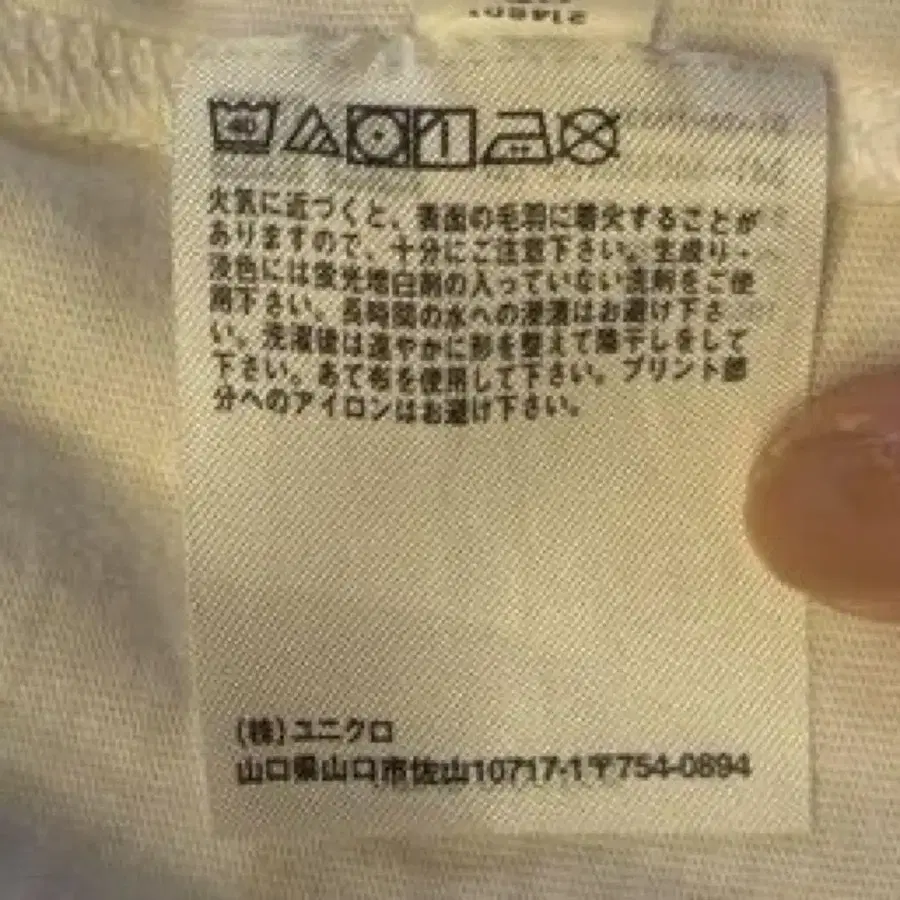 40
火気に近づくと、表面の毛羽に着火することが
ありますので、十分にご注意下さい。生成り・
淡色には蛍光増白剤の入っていない洗剤をご使
用下さい。長時間の水への浸漬はお避け下さ
い。洗濯後は速やかに形を整えて陰干しをして
下さい。あて布を使用して下さい。プリント部
分へのアイロンはお避け下さい。
(株)ユニクロ
山口県山口市佐山10717-1〒754-0894